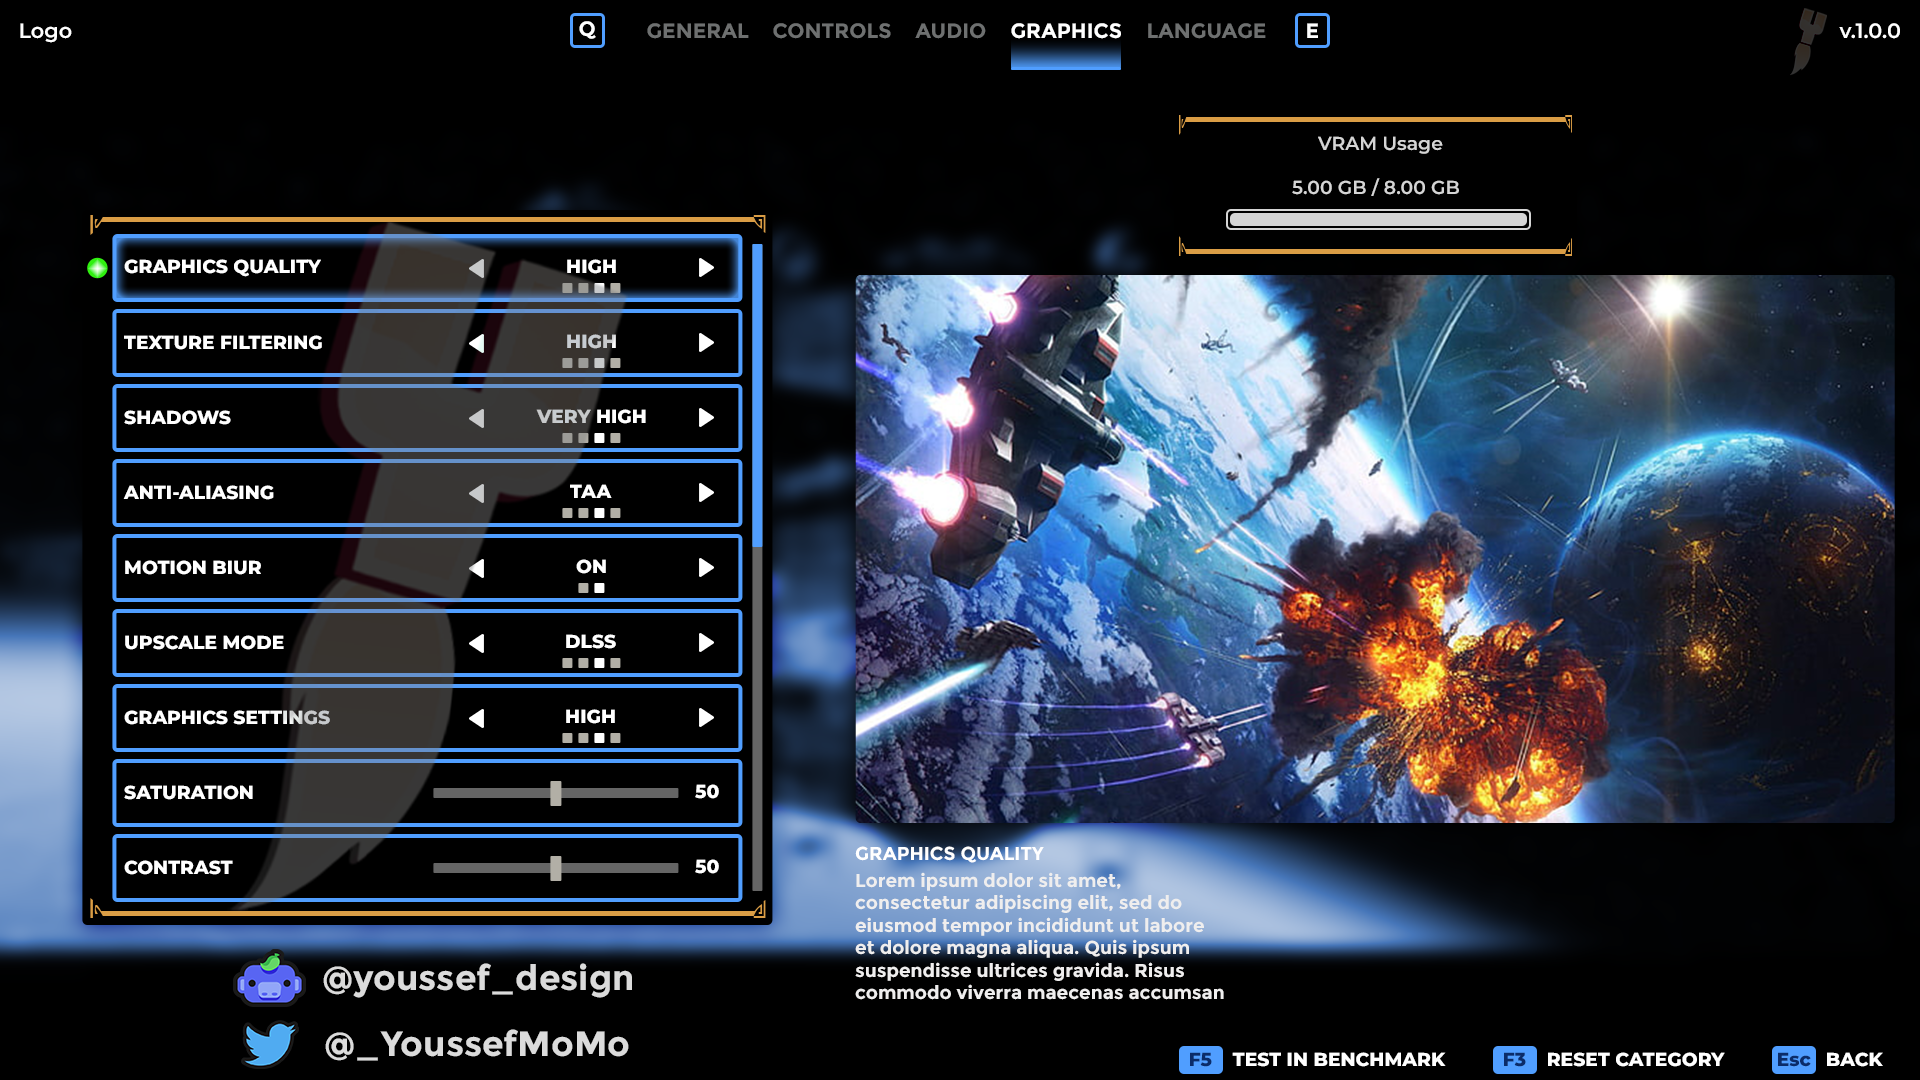 Logo
Q
GENERAL
CONTROLS
AUDIO
GRAPHICS
LANGUAGE
E
v.1.0.0
VRAM Usage
5.00 GB / 8.00 GB
GRAPHICS QUALITY
HIGH
TEXTURE FILTERING
HIGH
SHADOWS
VERY HIGH
ANTI-ALIASING
TAA
MOTION BIUR
ON
UPSCALE MODE
DLSS
GRAPHICS SETTINGS
HIGH
SATURATION
50
CONTRAST
50
GRAPHICS QUALITY
Lorem ipsum dolor sit amet,
consectetur adipiscing elit, sed do
eiusmod tempor incididunt ut labore
et dolore magna aliqua. Quis ipsum
suspendisse ultrices gravida. Risus
commodo viverra maecenas accumsan
@youssef_design
@_YoussefMoMo
F5 TEST IN BENCHMARK
F3 RESET CATEGORY
Esc BACK